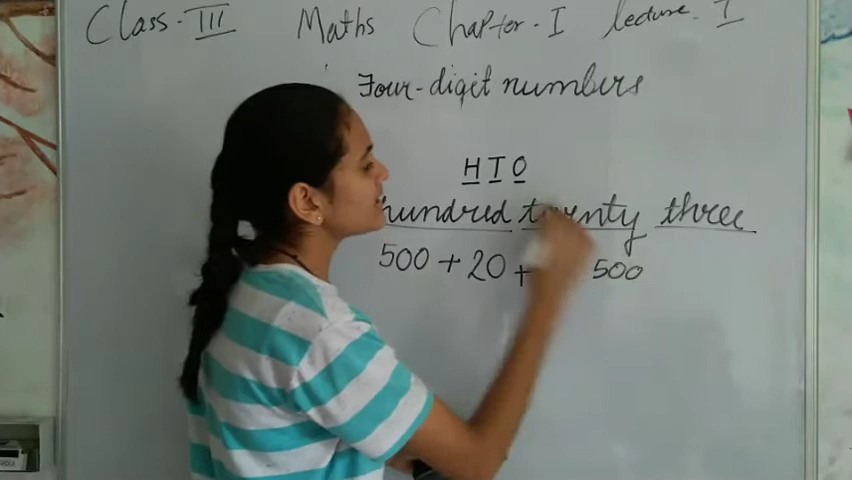 Class-III Maths Chapter-I lecture-I
Four-digit numbers
H T O
hundred twenty three
500 + 20 + 500